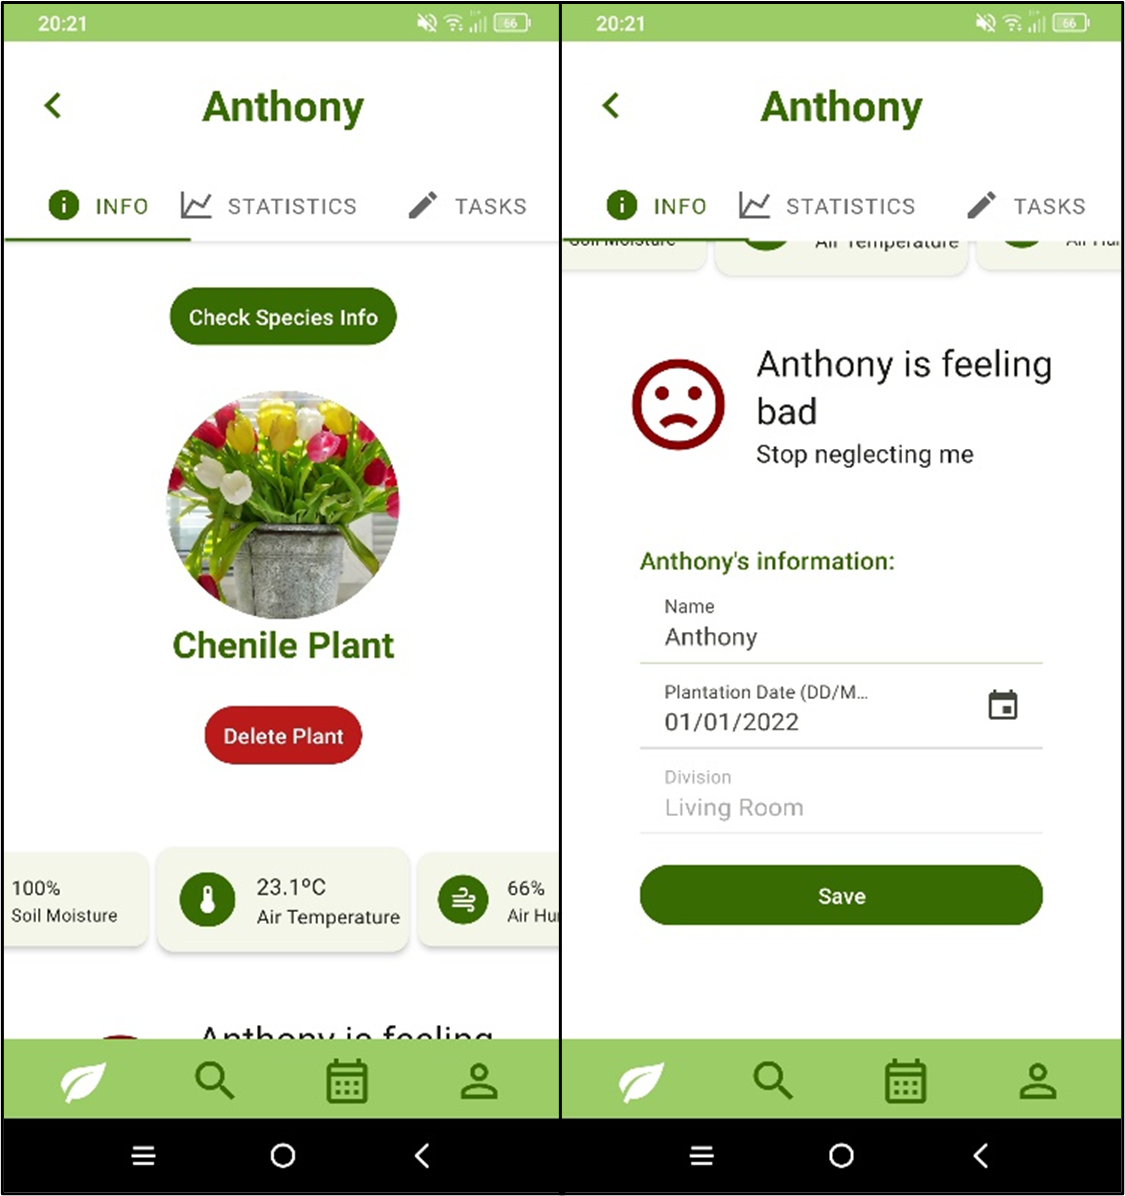 20:21
66
Anthony
INFO
STATISTICS
TASKS
Check Species Info
Chenile Plant
Delete Plant
100%
Soil Moisture
23.1ºC
Air Temperature
66%
Air Hu
Anthony is feeling
20:21
66
Anthony
INFO
STATISTICS
TASKS
Soil Moisture
Air Temperature
Air Hu
Anthony is feeling
bad
Stop neglecting me
Anthony's information:
Name
Anthony
Plantation Date (DD/M...
01/01/2022
Division
Living Room
Save